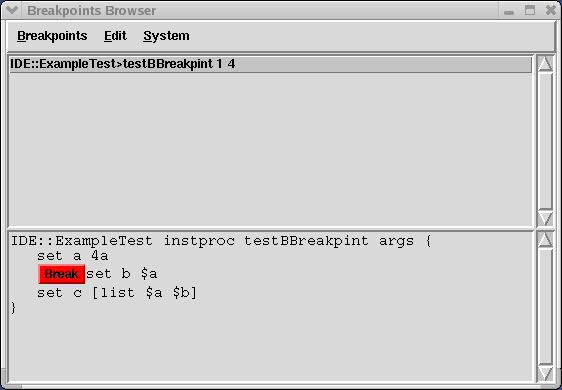 Breakpoints Browser
Breakpoints Edit System
IDE::ExampleTest>testBBreakpint 1 4
IDE::ExampleTest instproc testBBreakpint args {
set a 4a
Break set b $a
set c [list $a $b]
}